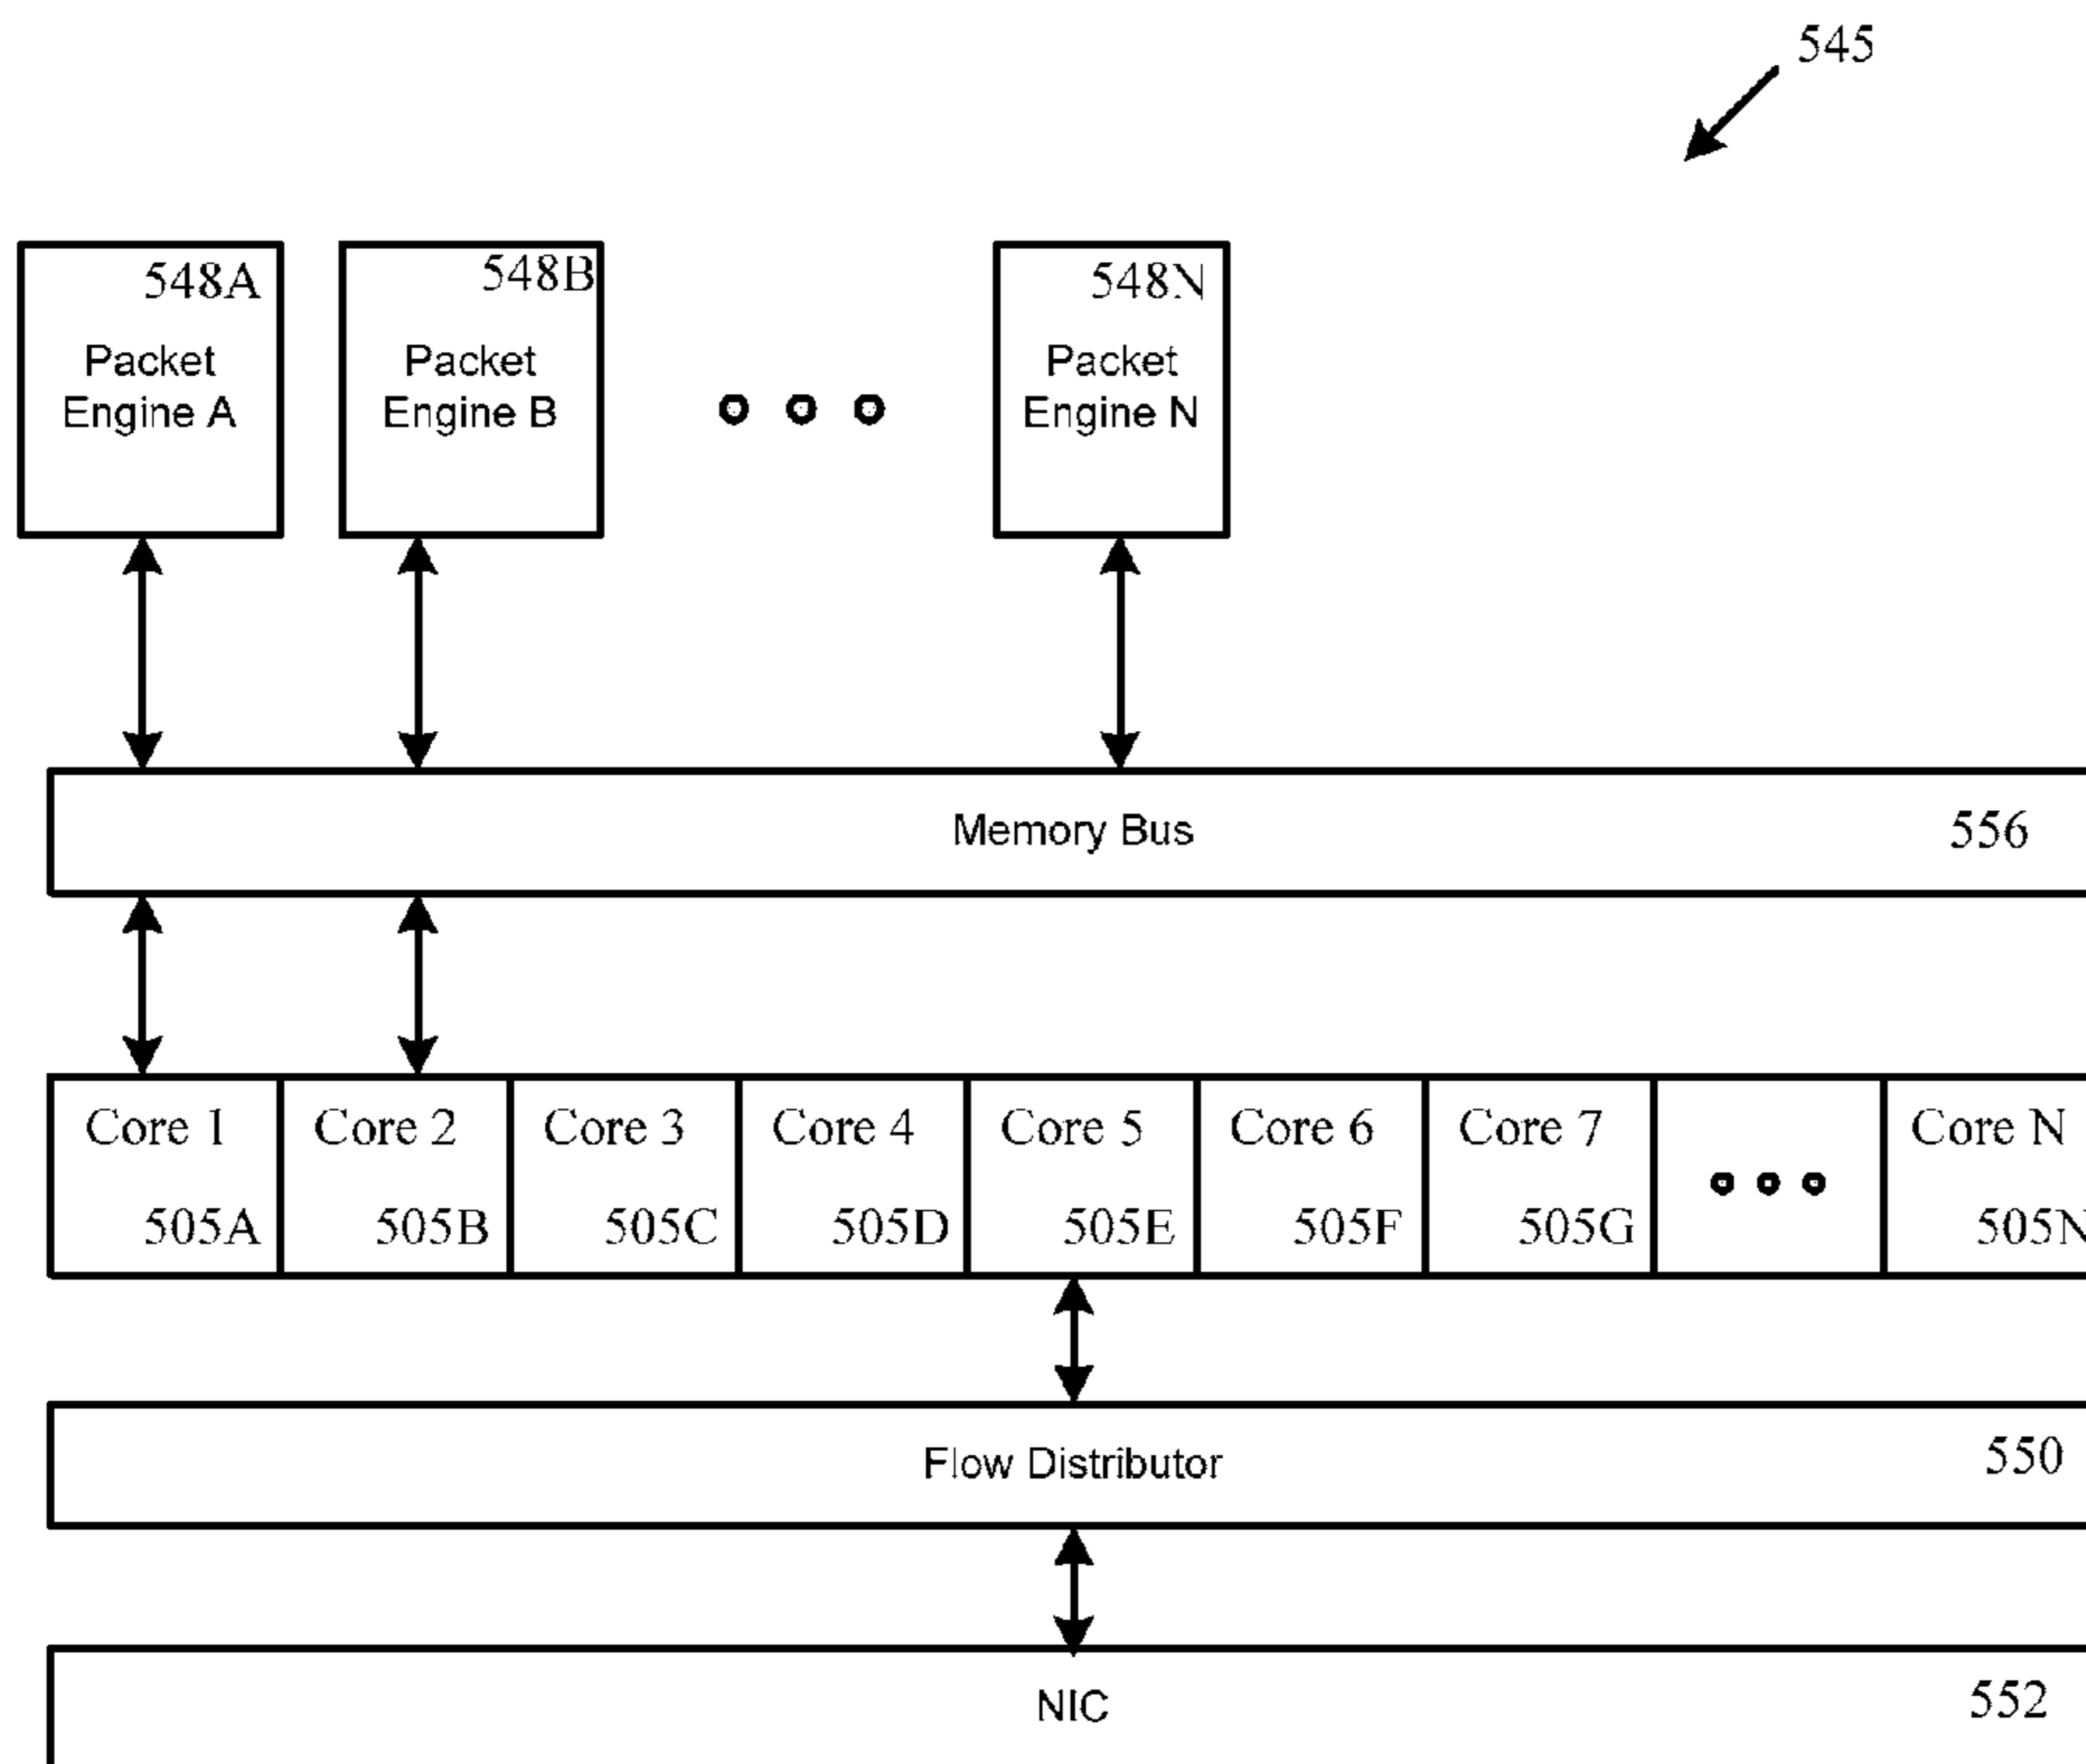 545
548A
Packet
Engine A
548B
Packet
Engine B
548N
Packet
Engine N
Memory Bus
556
Core 1
505A
Core 2
505B
Core 3
505C
Core 4
505D
Core 5
505E
Core 6
505F
Core 7
505G
Core N
505N
Flow Distributor
550
NIC
552